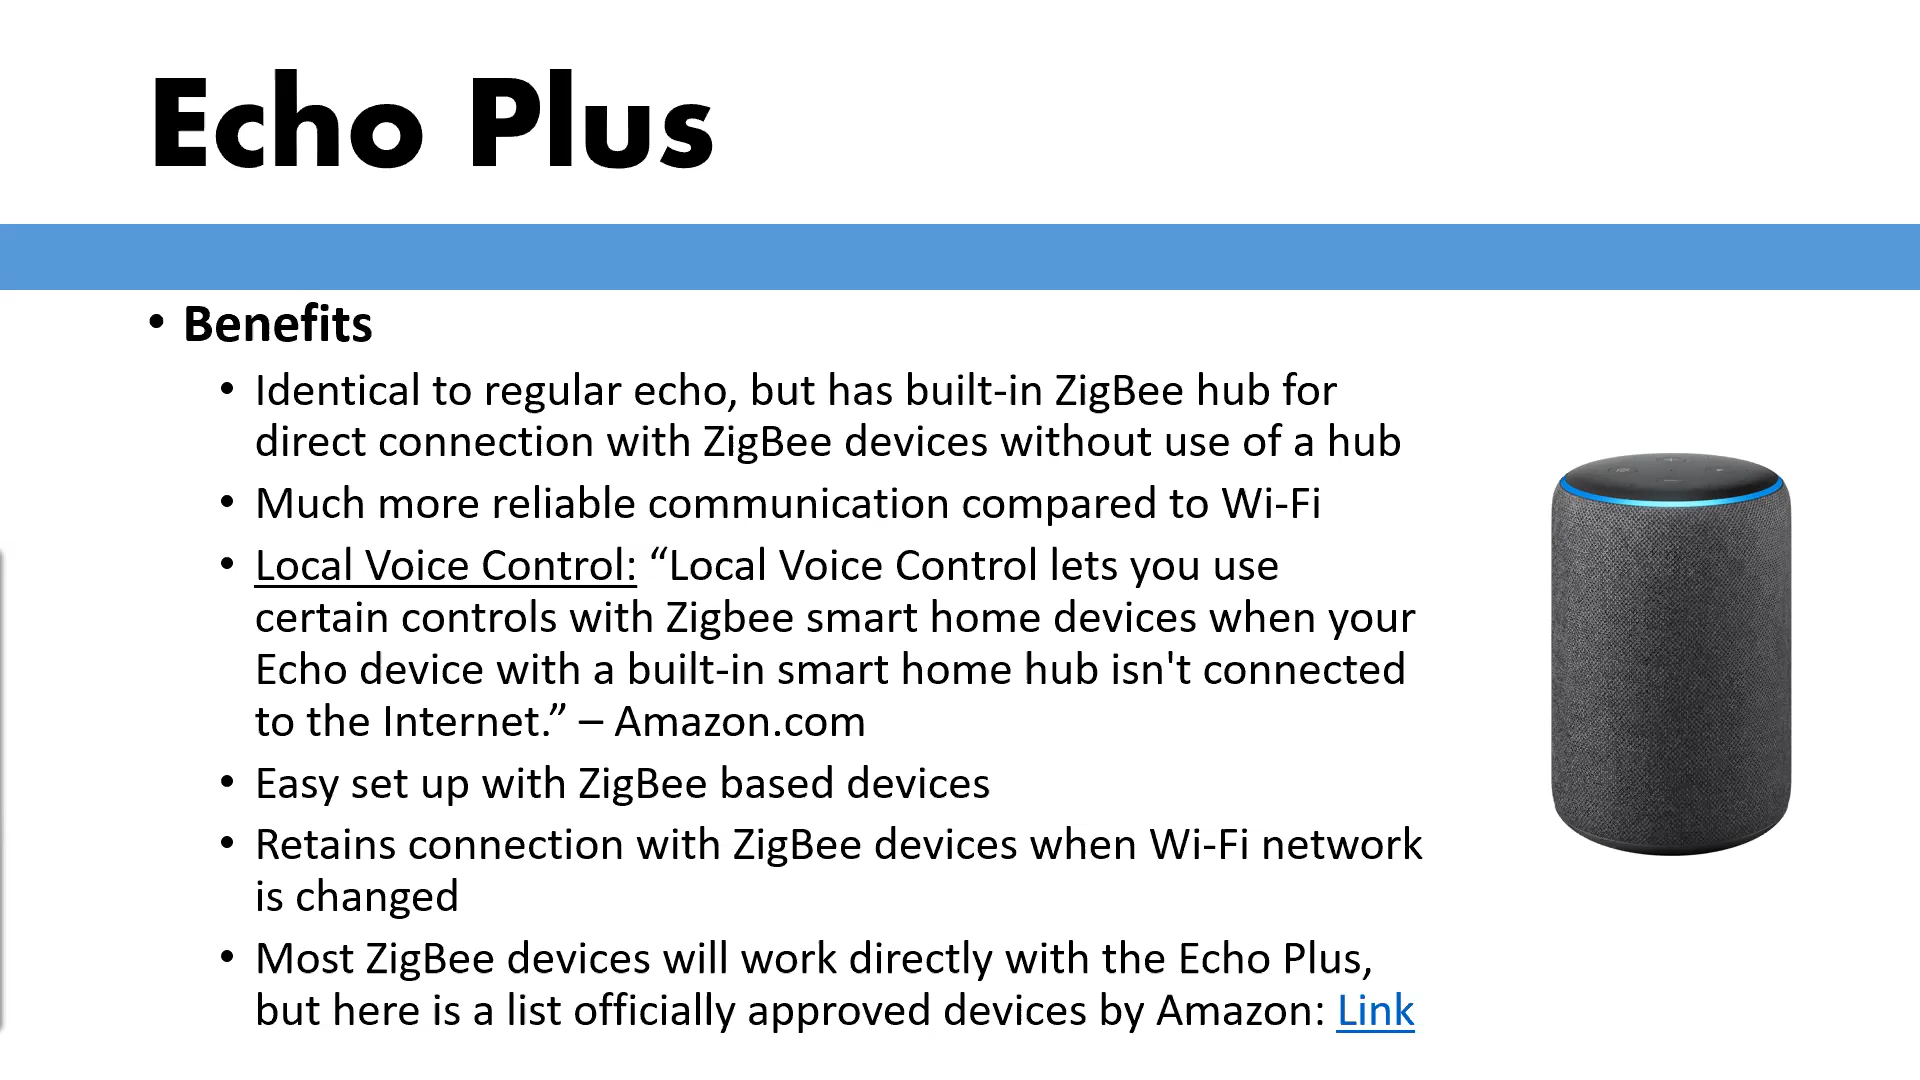 Echo Plus
• Benefits
• Identical to regular echo, but has built-in ZigBee hub for
direct connection with ZigBee devices without use of a hub
• Much more reliable communication compared to Wi-Fi
• Local Voice Control: “Local Voice Control lets you use
certain controls with Zigbee smart home devices when your
Echo device with a built-in smart home hub isn't connected
to the Internet.” – Amazon.com
• Easy set up with ZigBee based devices
• Retains connection with ZigBee devices when Wi-Fi network
is changed
• Most ZigBee devices will work directly with the Echo Plus,
but here is a list officially approved devices by Amazon: Link